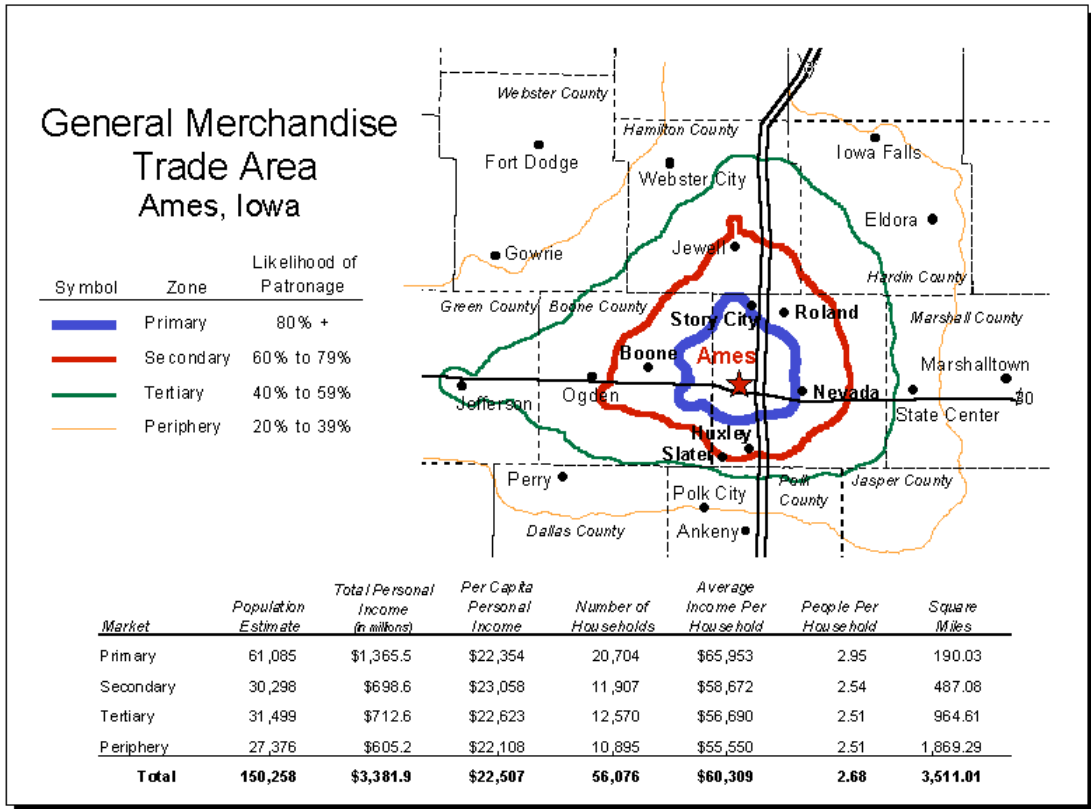 General Merchandise
Trade Area
Ames, Iowa
Likelihood of
Symbol Zone Patronage
Primary 80% +
Secondary 60% to 79%
Tertiary 40% to 59%
Periphery 20% to 39%
Webster County
Hamilton County
Fort Dodge
Iowa Falls
Webster City
Eldora
Gowrie
Jewell
Hardin County
Green County
Boone County
Story City
Roland
Marshall County
Boone
Ames
Marshalltown
Jefferson
Ogden
Nevada
State Center
30
Huxley
Slater
Perry
Polk
County
Jasper County
Polk City
Dallas County
Ankeny
Total Personal Per Capita Average
Population Income Personal Number of Income Per People Per Square
Market Estimate (in millions) Income Households Household Household Miles
Primary 61,085 $1,365.5 $22,354 20,704 $65,953 2.95 190.03
Secondary 30,298 $698.6 $23,058 11,907 $58,672 2.54 487.08
Tertiary 31,499 $712.6 $22,623 12,570 $56,690 2.51 964.61
Periphery 27,376 $605.2 $22,108 10,895 $55,550 2.51 1,869.29
Total 150,258 $3,381.9 $22,507 56,076 $60,309 2.68 3,511.01